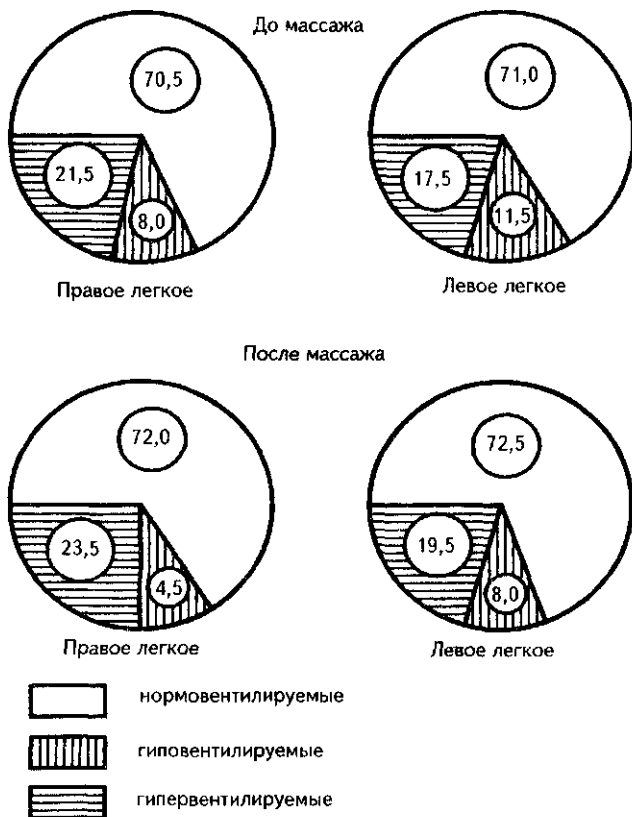 До массажа
70,5
71,0
21,5
17,5
8,0
11,5
Правое легкое
Левое легкое
После массажа
72,0
72,5
23,5
19,5
4,5
8,0
Правое легкое
Левое легкое
нормовентилируемые
гиповентилируемые
гипервентилируемые